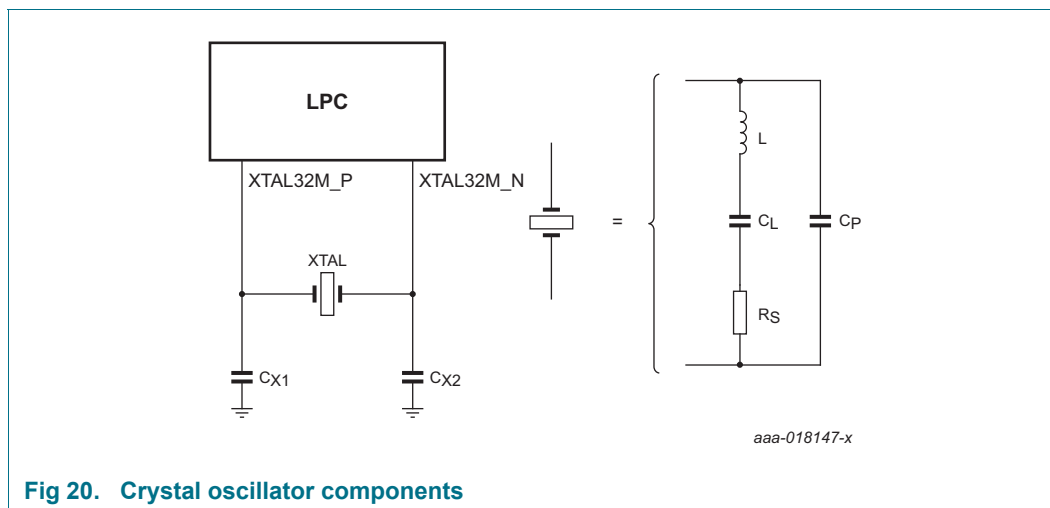 LPC
XTAL32M_P
XTAL32M_N
XTAL
CX1
CX2
=
L
CL
CP
RS
aaa-018147-x
Fig 20. Crystal oscillator components